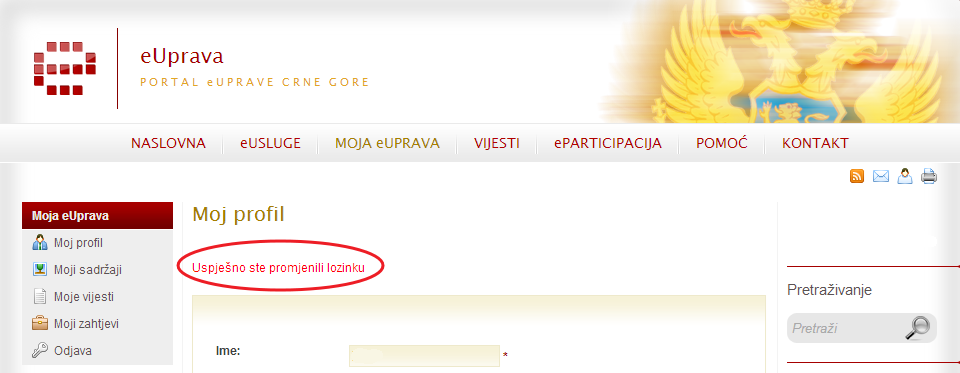 eUprava
PORTAL eUPRAVE CRNE GORE
NASLOVNA eUSLUGE MOJA eUPRAVA VIJESTI ePARTICIPACIJA POMOĆ KONTAKT
Moja eUprava
Moj profil
Moji sadržaji
Moje vijesti
Moji zahtjevi
Odjava
Moj profil
Uspješno ste promjenili lozinku
Ime: *
Pretraživanje
Pretraži